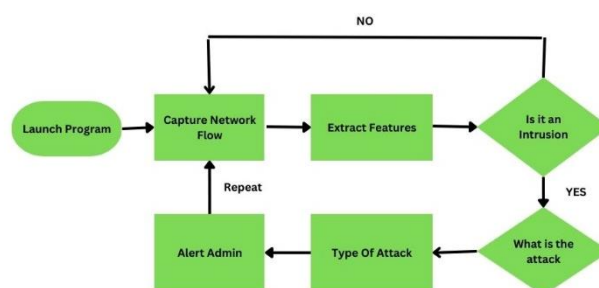 NO
Launch Program
Capture Network
Flow
Extract Features
Is it an
Intrusion
Repeat
YES
Alert Admin
Type Of Attack
What is the
attack